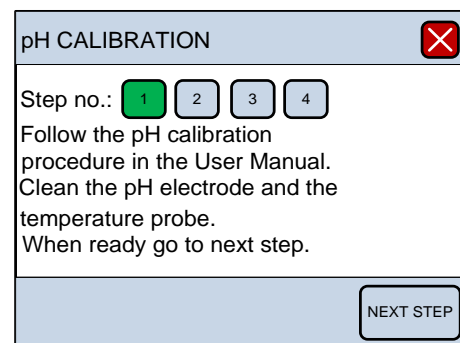 pH CALIBRATION
Step no.: 1 2 3 4
Follow the pH calibration
procedure in the User Manual.
Clean the pH electrode and the
temperature probe.
When ready go to next step.
NEXT STEP